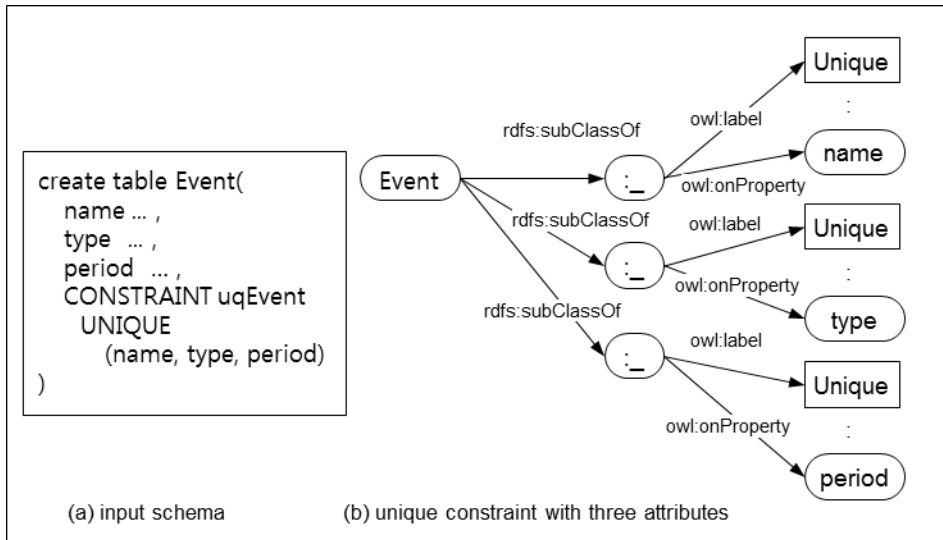 create table Event(
name ... ,
type ... ,
period ... ,
CONSTRAINT uqEvent
UNIQUE
(name, type, period)
)
(a) input schema
Event
rdfs:subClassOf
:_
owl:label
Unique
:
owl:onProperty
name
rdfs:subClassOf
:_
owl:label
Unique
:
owl:onProperty
type
rdfs:subClassOf
:_
owl:label
Unique
:
owl:onProperty
period
(b) unique constraint with three attributes